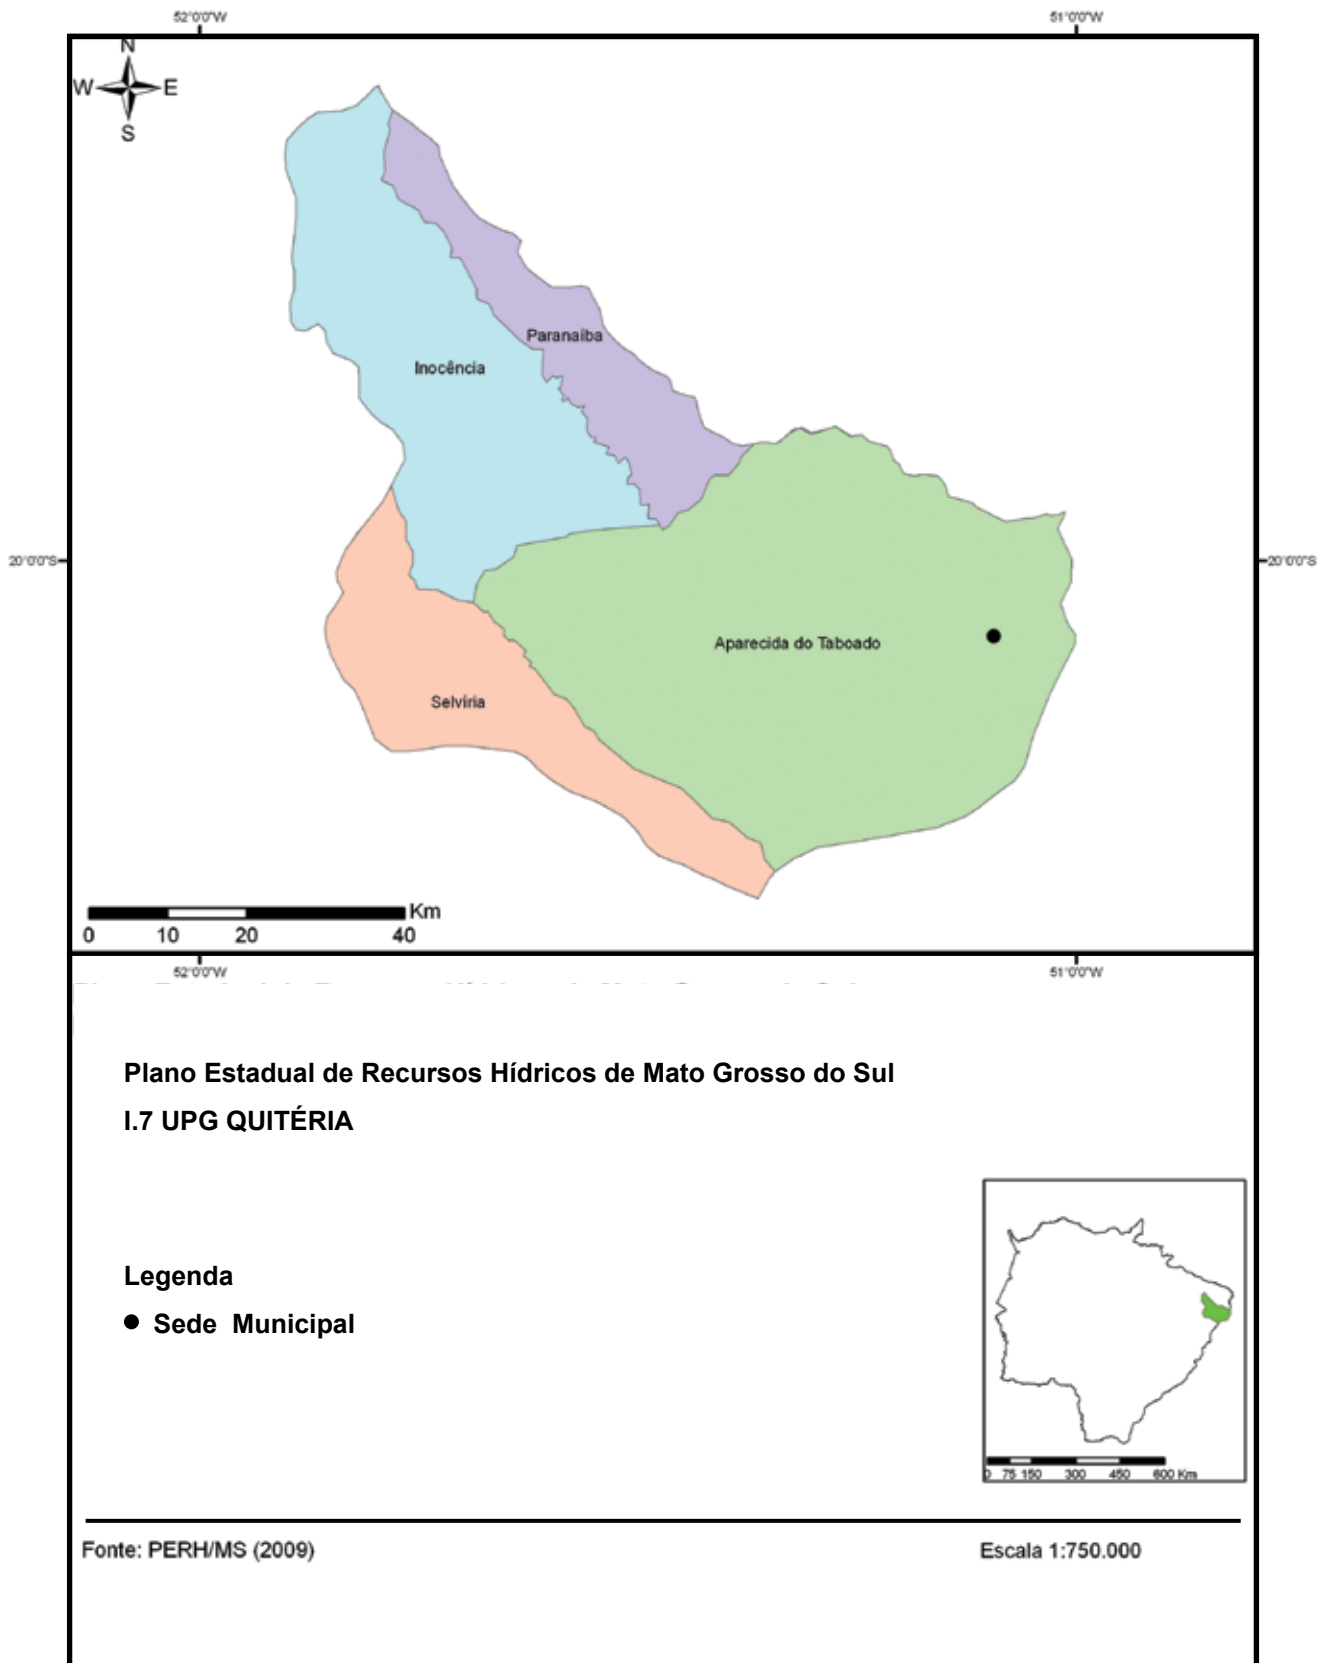 52°0'0"W 51°0'0"W
N
W E
S
Paranaíba
Inocência
20°0'0"S 20°0'0"S
Aparecida do Taboado
Selvíria
Km
0 10 20 40
52°0'0"W 51°0'0"W
Plano Estadual de Recursos Hídricos de Mato Grosso do Sul
I.7 UPG QUITÉRIA
Legenda
Sede Municipal
0 75 150 300 450 600 Km
Fonte: PERH/MS (2009) Escala 1:750.000